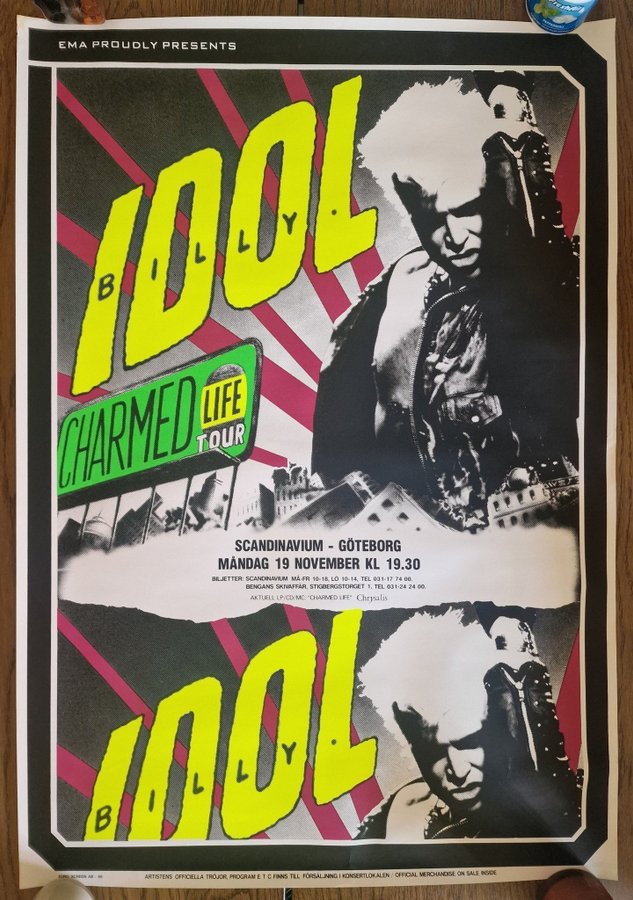 EMA PROUDLY PRESENTS
IDOL
BILLY.
CHARMED
LIFE
TOUR
SCANDINAVIUM - GÖTEBORG
MÅNDAG 19 NOVEMBER KL 19.30
BILJETTER: SCANDINAVIUM MÅ-FR 10-18, LÖ 10-14, TEL 031-17 74 00.
BENGANS SKIVAFFÄR, STIGBERGSTORGET 1, TEL 031-24 24 00.
AKTUELL LP/CD/MC: "CHARMED LIFE" Chrysalis
IDOL
BILLY.
ARTISTENS OFFICIELLA TRÖJOR, PROGRAM E T C FINNS TILL FÖRSÄLJNING I KONSERTLOKALEN / OFFICIAL MERCHANDISE ON SALE INSIDE